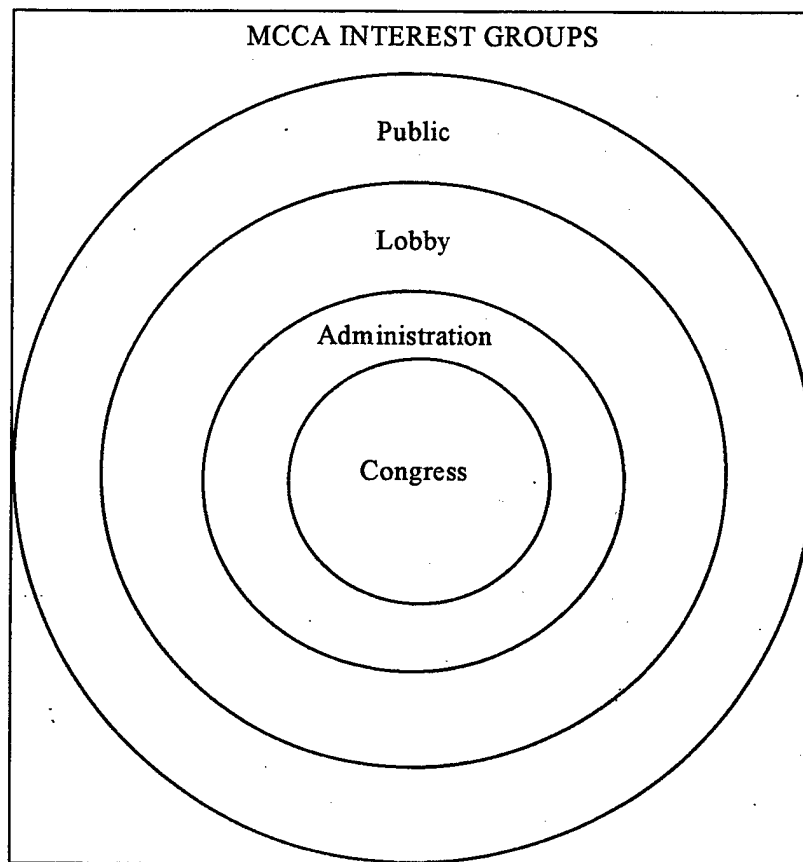 MCCA INTEREST GROUPS
Public
Lobby
Administration
Congress